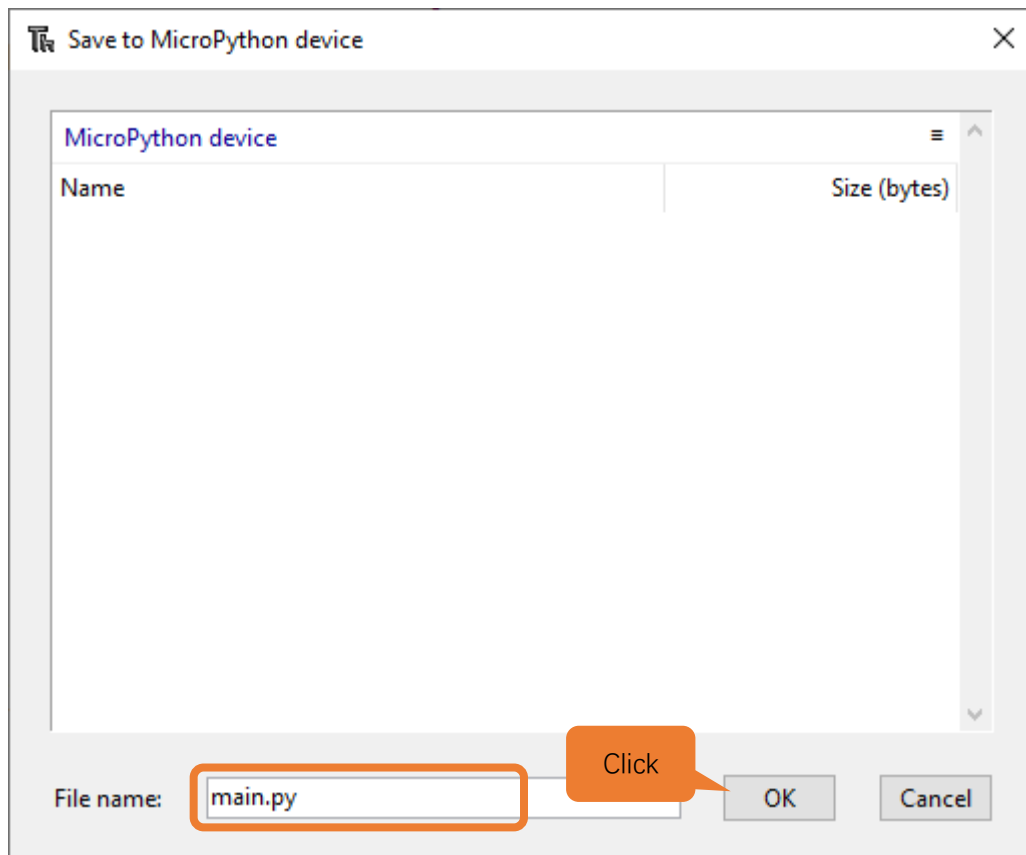 Save to MicroPython device
MicroPython device
Name Size (bytes)
Click
File name: main.py OK Cancel